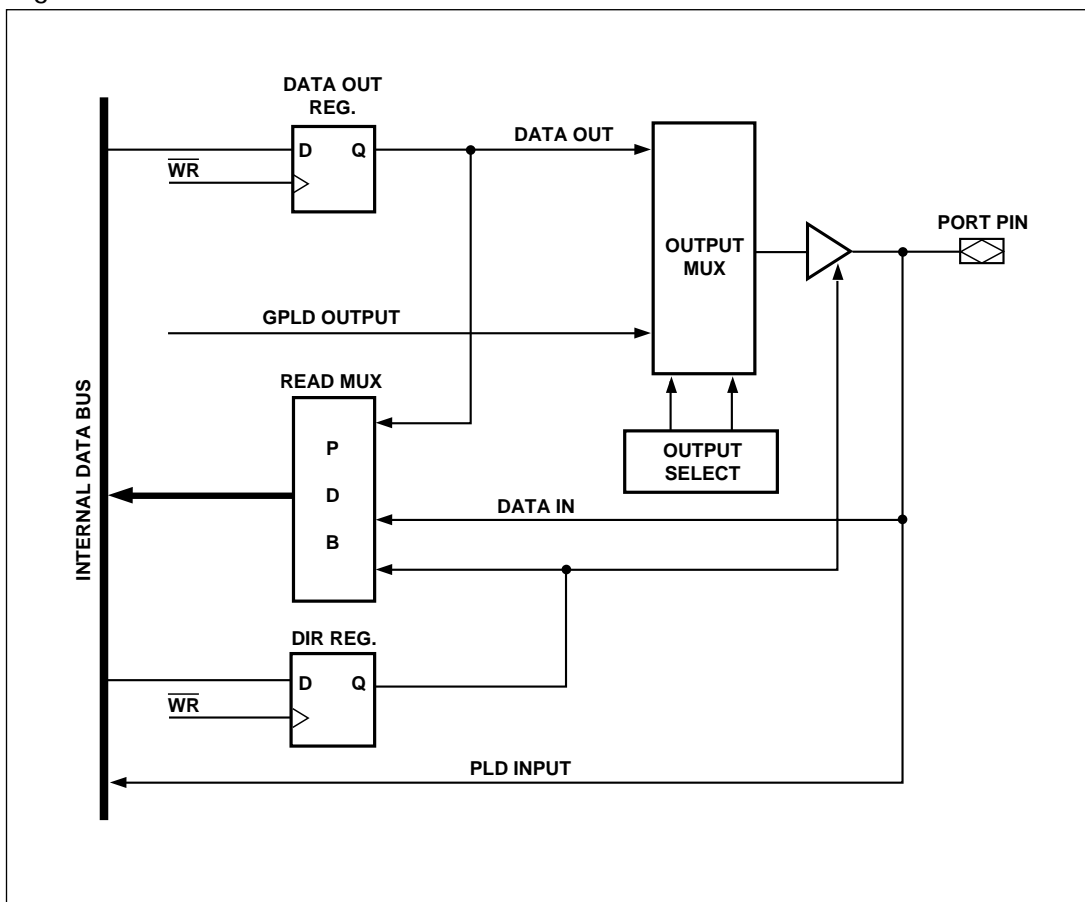 DATA OUT
REG.
D Q
WR
DATA OUT
OUTPUT
MUX
PORT PIN
GPLD OUTPUT
READ MUX
P
D
B
INTERNAL DATA BUS
OUTPUT
SELECT
DATA IN
DIR REG.
D Q
WR
PLD INPUT